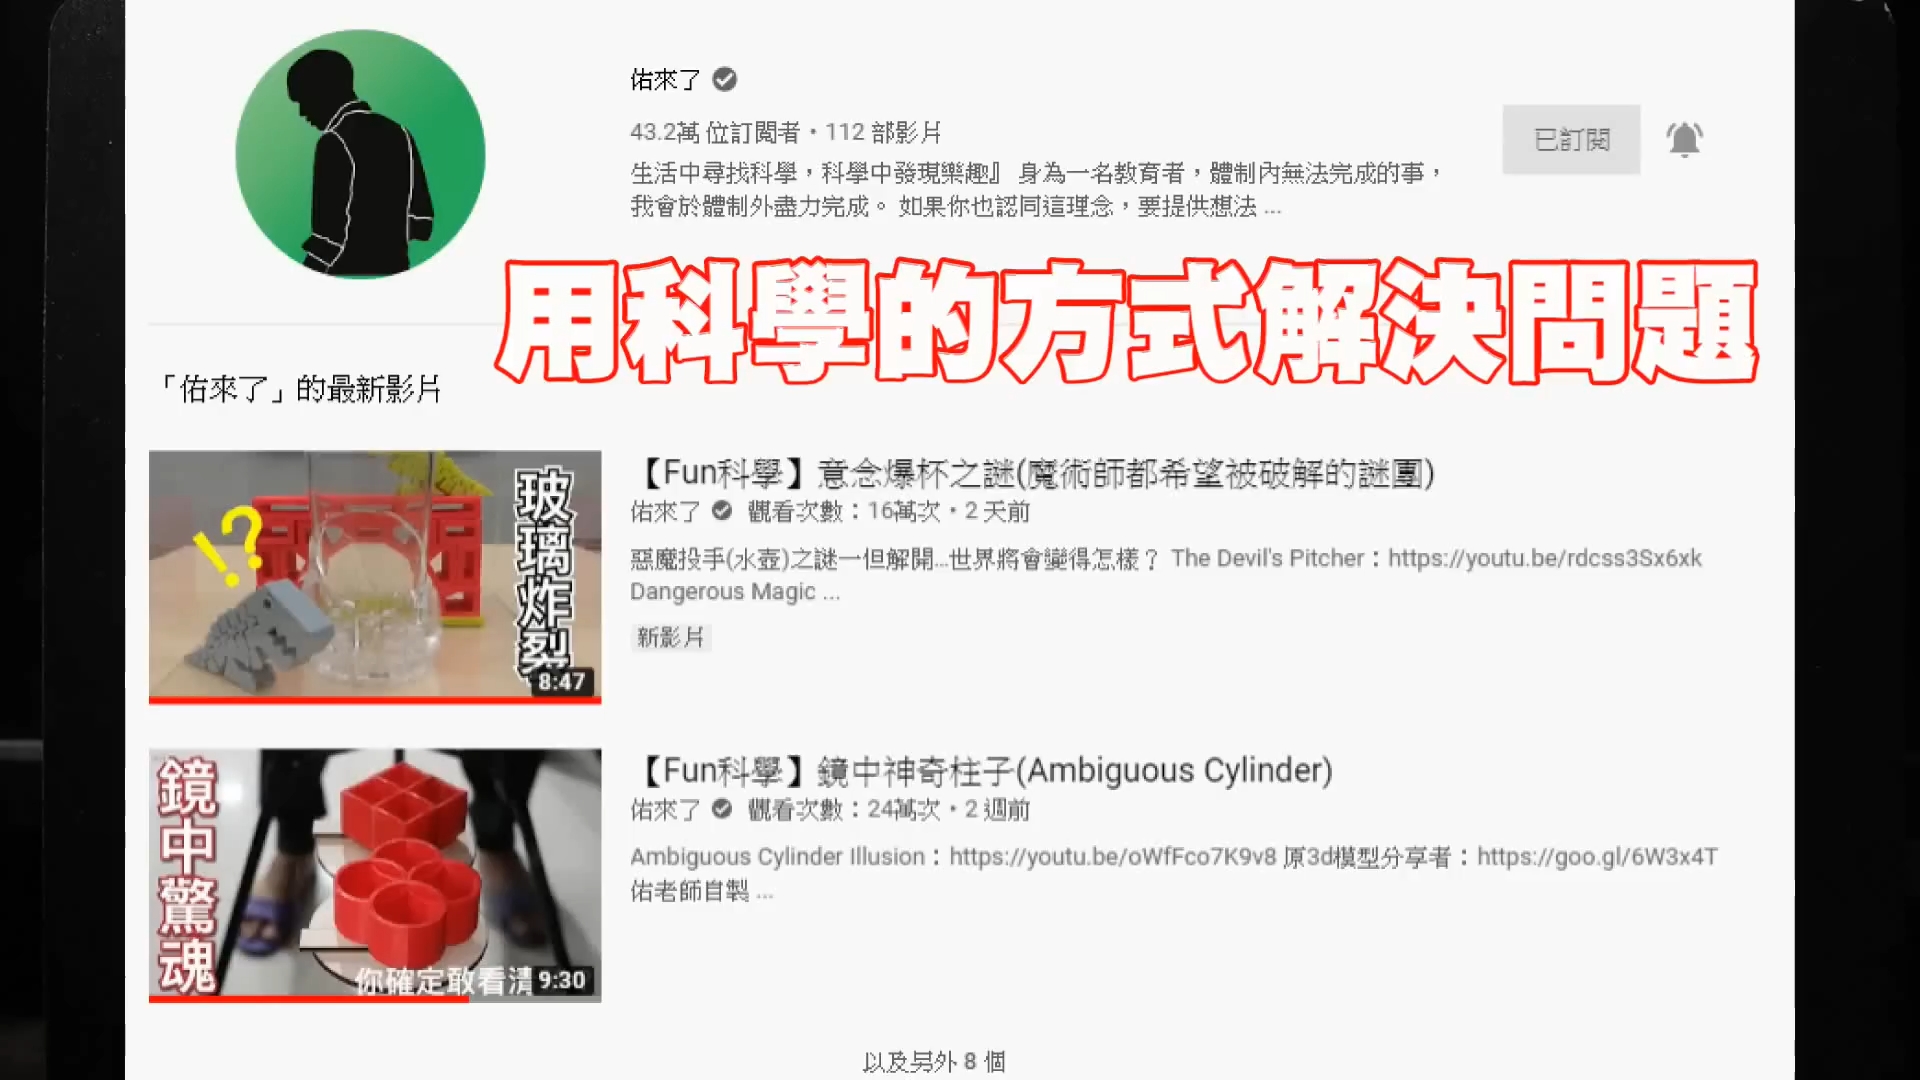 佑來了
43.2萬 位訂閱者・112 部影片
生活中尋找科學，科學中發現樂趣』 身為一名教育者，體制內無法完成的事，
我會於體制外盡力完成。 如果你也認同這理念，要提供想法 ...
已訂閱
用科學的方式解決問題
「佑來了」的最新影片
玻璃炸裂
!?
8:47
【Fun科學】意念爆杯之謎(魔術師都希望被破解的謎團)
佑來了 觀看次數：16萬次・2 天前
惡魔投手(水壺)之謎一但解開...世界將會變得怎樣？ The Devil's Pitcher：https://youtu.be/rdcss3Sx6xk
Dangerous Magic ...
新影片
鏡中驚魂
你確定敢看清
9:30
【Fun科學】鏡中神奇柱子(Ambiguous Cylinder)
佑來了 觀看次數：24萬次・2 週前
Ambiguous Cylinder Illusion：https://youtu.be/oWfFco7K9v8 原3d模型分享者：https://goo.gl/6W3x4T
佑老師自製 ...
以及另外 8 個